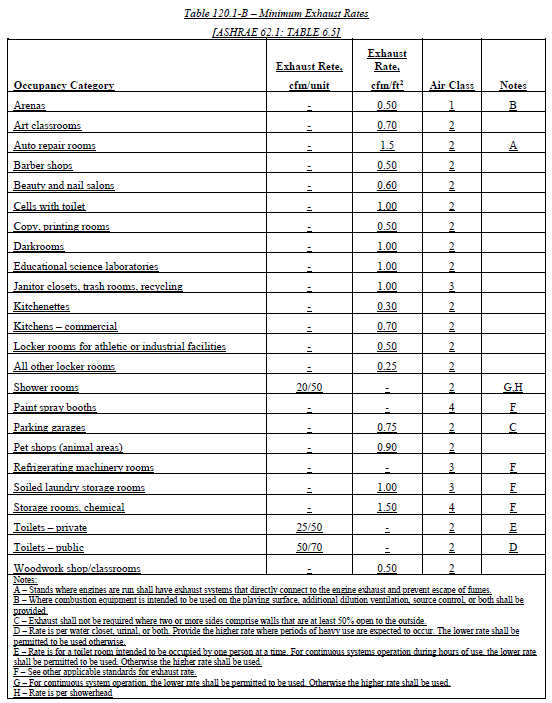 Table 120.1-B – Minimum Exhaust Rates
[ASHRAE 62.1: TABLE 6.5]
Occupancy Category Exhaust Rete, cfm/unit Exhaust Rate, cfm/ft2 Air Class Notes
Arenas - 0.50 1 B
Art classrooms - 0.70 2
Auto repair rooms - 1.5 2 A
Barber shops - 0.50 2
Beauty and nail salons - 0.60 2
Cells with toilet - 1.00 2
Copy, printing rooms - 0.50 2
Darkrooms - 1.00 2
Educational science laboratories - 1.00 2
Janitor closets, trash rooms, recycling - 1.00 3
Kitchenettes - 0.30 2
Kitchens – commercial - 0.70 2
Locker rooms for athletic or industrial facilities - 0.50 2
All other locker rooms - 0.25 2
Shower rooms 20/50 - 2 G,H
Paint spray booths - - 4 F
Parking garages - 0.75 2 C
Pet shops (animal areas) - 0.90 2
Refrigerating machinery rooms - - 3 F
Soiled laundry storage rooms - 1.00 3 F
Storage rooms, chemical - 1.50 4 F
Toilets – private 25/50 - 2 E
Toilets – public 50/70 - 2 D
Woodwork shop/classrooms - 0.50 2
Notes:
A – Stands where engines are run shall have exhaust systems that directly connect to the engine exhaust and prevent escape of fumes.
B – Where combustion equipment is intended to be used on the playing surface, additional dilution ventilation, source control, or both shall be
provided.
C – Exhaust shall not be required where two or more sides comprise walls that are at least 50% open to the outside.
D – Rate is per water closet, urinal, or both. Provide the higher rate where periods of heavy use are expected to occur. The lower rate shall be
permitted to be used otherwise.
E – Rate is for a toilet room intended to be occupied by one person at a time. For continuous systems operation during hours of use, the lower rate
shall be permitted to be used. Otherwise the higher rate shall be used.
F – See other applicable standards for exhaust rate.
G – For continuous system operation, the lower rate shall be permitted to be used. Otherwise the higher rate shall be used.
H – Rate is per showerhead